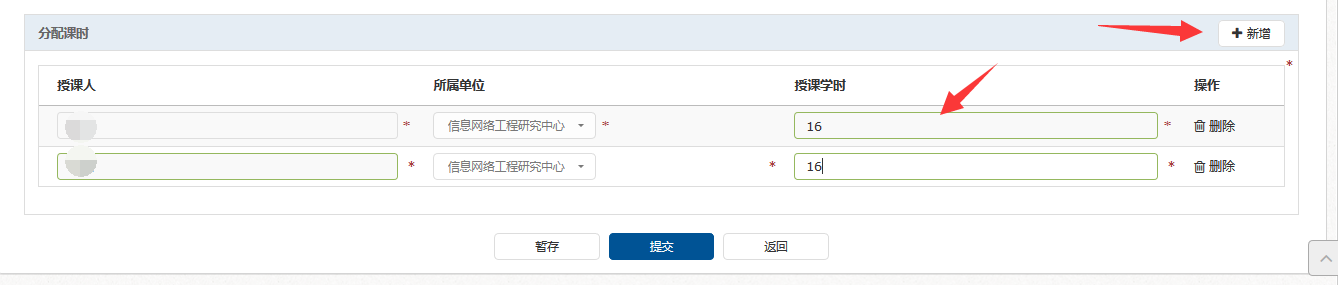 分配课时
新增
*
授课人 所属单位 授课学时 操作
* 信息网络工程研究中心 * 16 * 删除
* 信息网络工程研究中心 * 16 * 删除
暂存 提交 返回